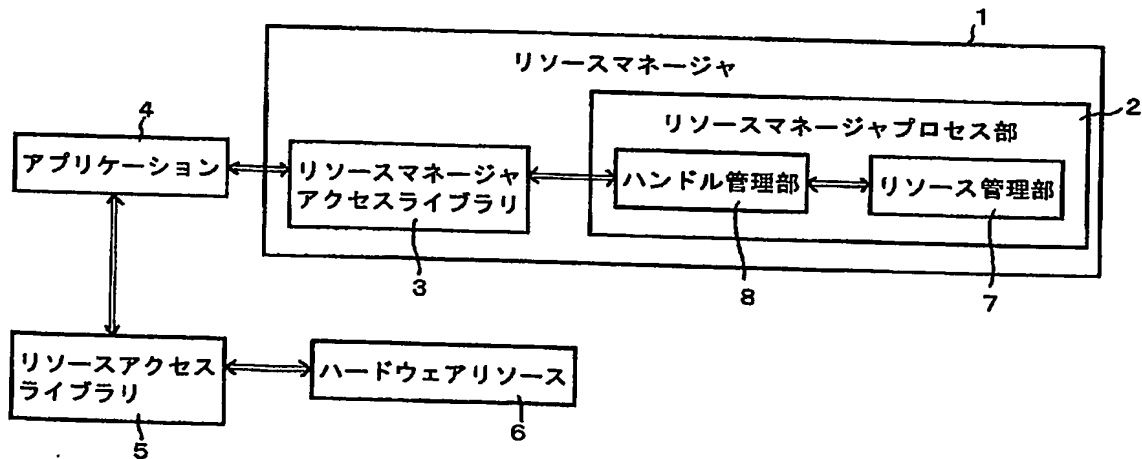 1
リソースマネージャ
2
リソースマネージャプロセス部
4
アプリケーション
リソースマネージャ
アクセスライブラリ
ハンドル管理部
リソース管理部
3
8
7
リソースアクセス
ライブラリ
ハードウェアリソース
5
6